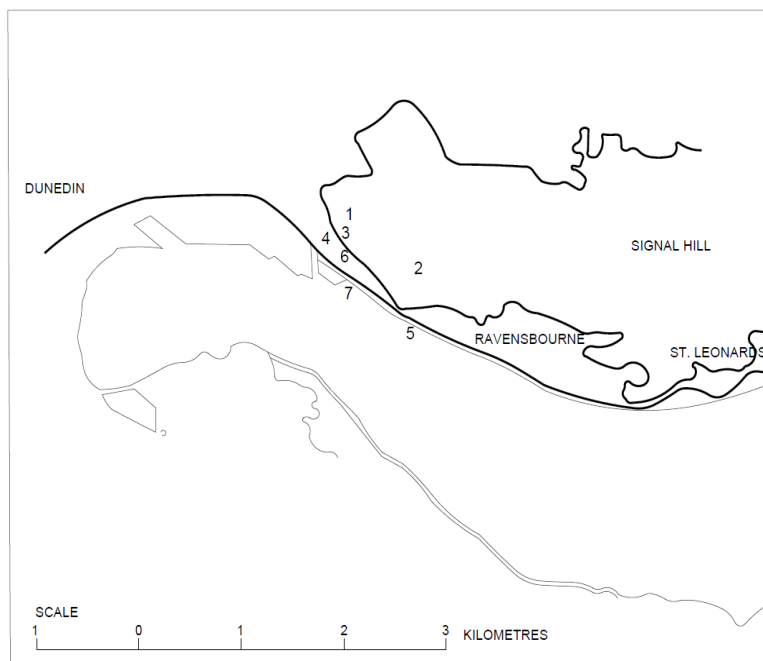 DUNEDIN
1
3
4
SIGNAL HILL
6
2
7
5
RAVENSBOURNE
ST. LEONARDS
SCALE
1 0 1 2 3 KILOMETRES